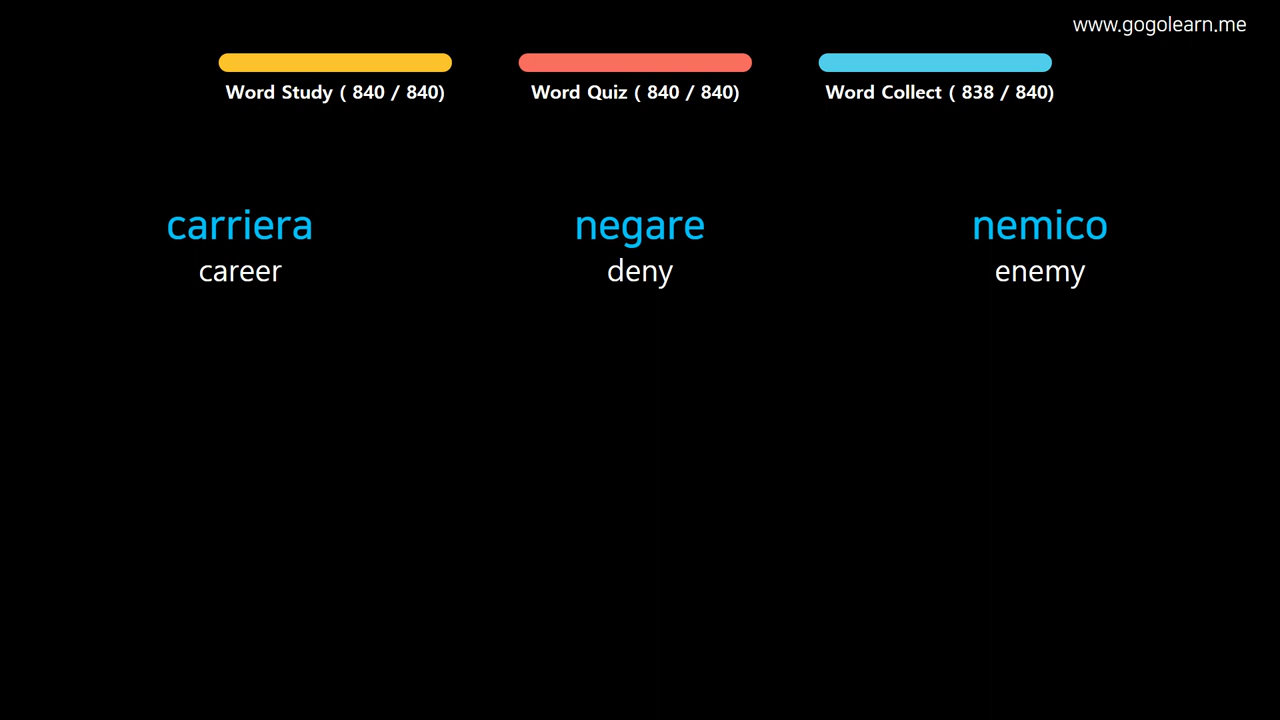 www.gogolearn.me
Word Study ( 840 / 840)
Word Quiz ( 840 / 840)
Word Collect ( 838 / 840)
carriera
career
negare
deny
nemico
enemy